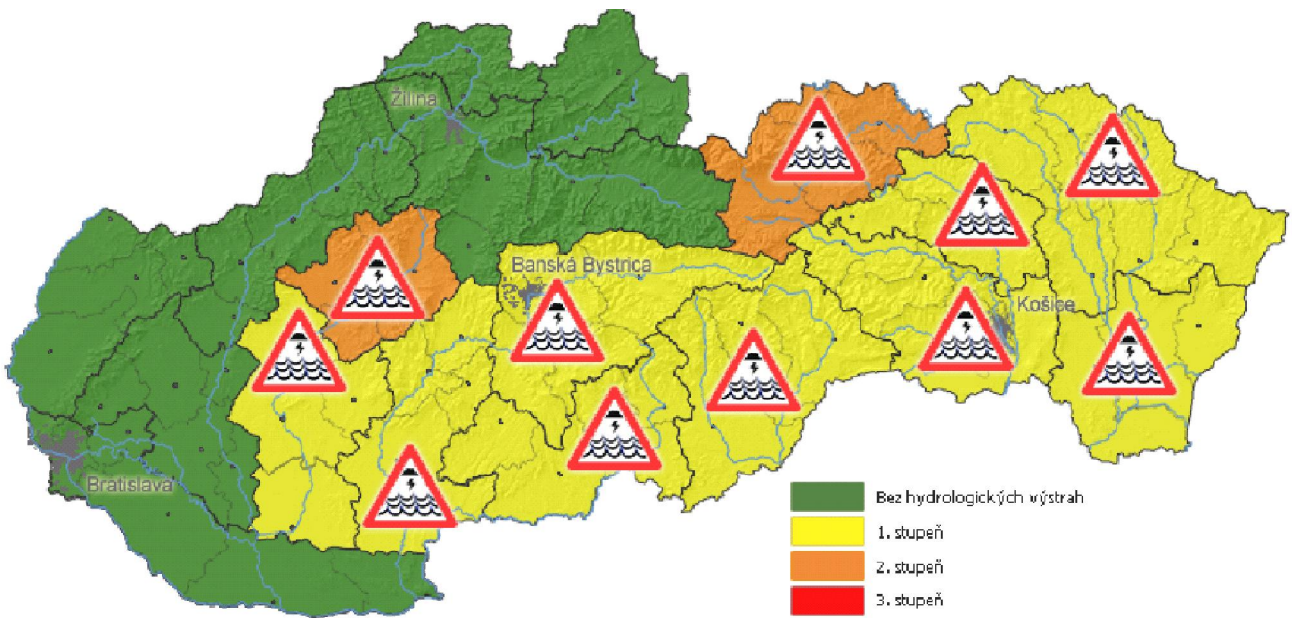 Žilina
Banská Bystrica
Košice
Bratislava
Bez hydrologických výstrah
1. stupeň
2. stupeň
3. stupeň